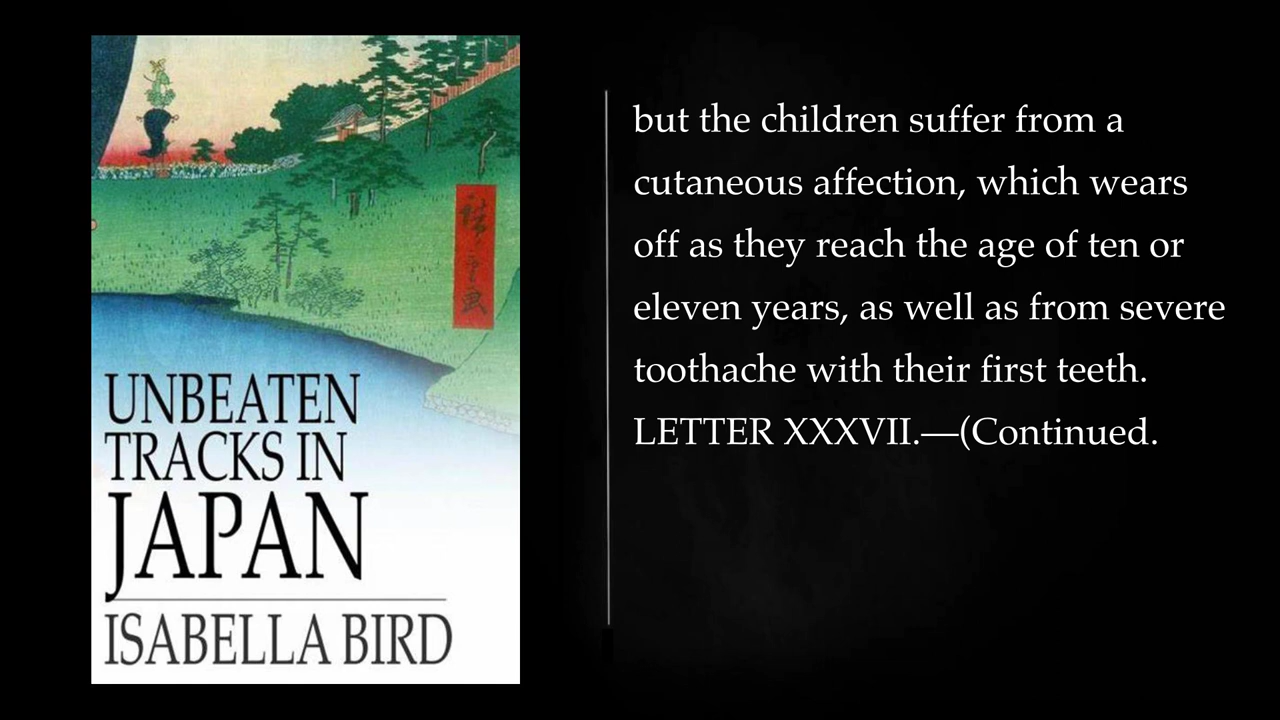 UNBEATEN
TRACKS IN
JAPAN
ISABELLA BIRD
but the children suffer from a
cutaneous affection, which wears
off as they reach the age of ten or
eleven years, as well as from severe
toothache with their first teeth.
LETTER XXXVII.—(Continued.